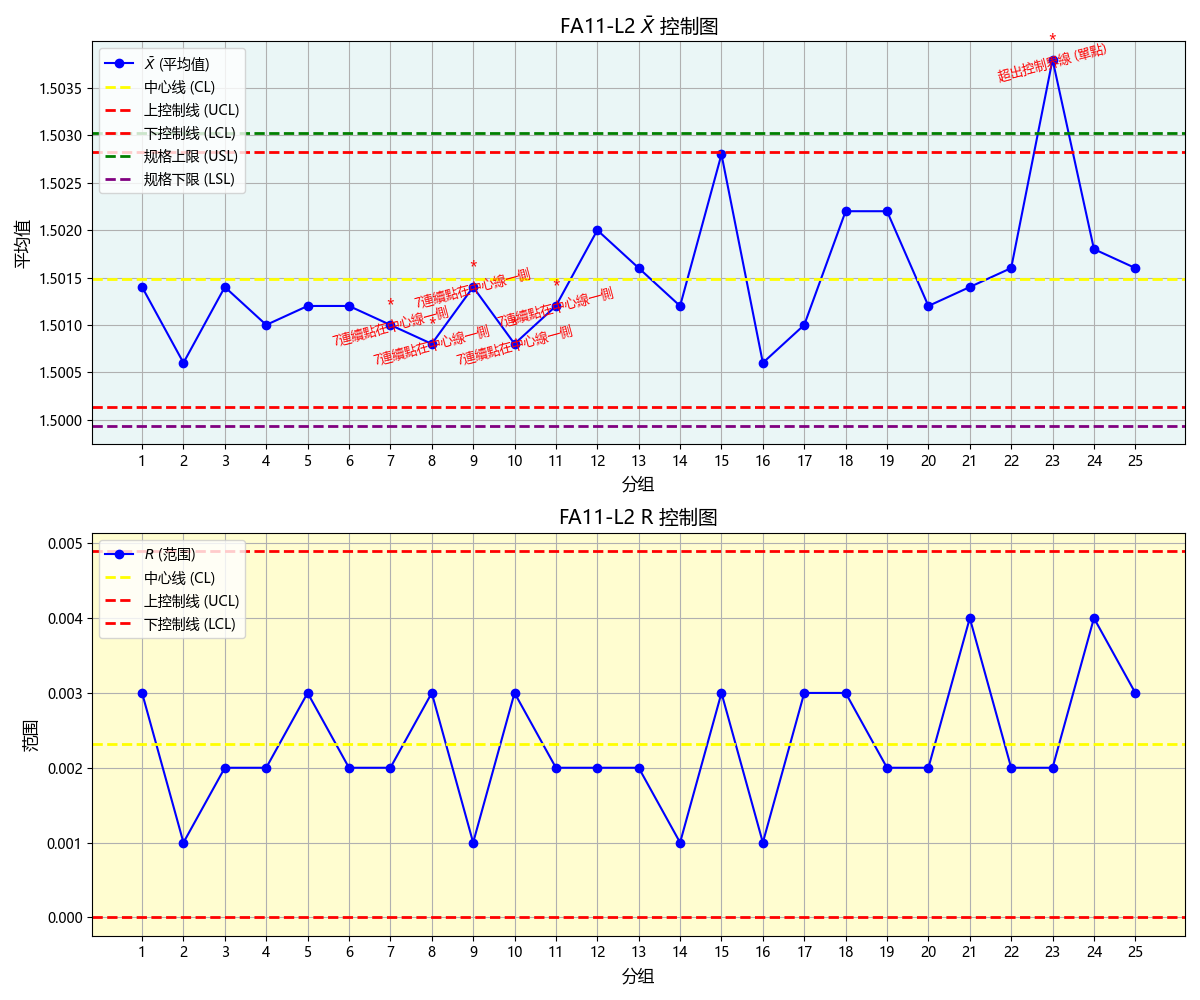 FA11-L2 X̄ 控制图
X̄ (平均值)
中心线 (CL)
上控制线 (UCL)
下控制线 (LCL)
规格上限 (USL)
规格下限 (LSL)
平均值
1.5035
1.5030
1.5025
1.5020
1.5015
1.5010
1.5005
1.5000
*
超出控制界線 (單點)
*
7連續點在中心線一側
*
7連續點在中心線一側
*
7連續點在中心線一側
*
7連續點在中心線一側
*
7連續點在中心線一側
1 2 3 4 5 6 7 8 9 10 11 12 13 14 15 16 17 18 19 20 21 22 23 24 25
分组
FA11-L2 R 控制图
R (范围)
中心线 (CL)
上控制线 (UCL)
下控制线 (LCL)
范围
0.005
0.004
0.003
0.002
0.001
0.000
1 2 3 4 5 6 7 8 9 10 11 12 13 14 15 16 17 18 19 20 21 22 23 24 25
分组